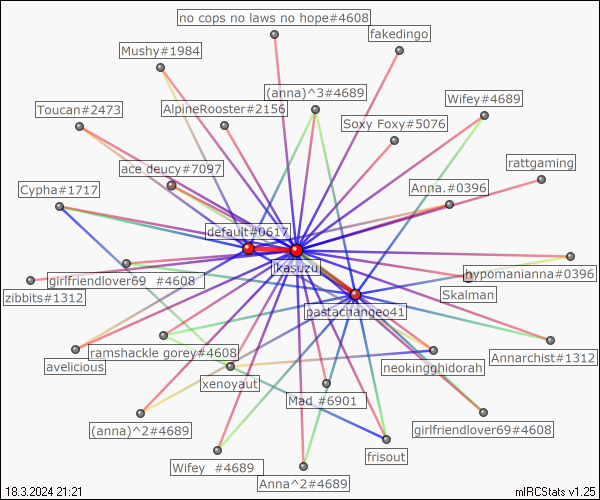 no cops no laws no hope#4608
fakedingo
Mushy#1984
(anna)^3#4689
Wifey#4689
Toucan#2473
AlpineRooster#2156
Soxy Foxy#5076
ace deucy#7097
rattgaming
Cypha#1717
Anna.#0396
default#0617
ikasuzu
hypomanianna#0396
girlfriendlover69 #4608
zibbits#1312
Skalman
pastachangeo41
avelicious
ramshackle gorey#4608
neokingghidorah
Annarchist#1312
xenoyaut
Mad #6901
(anna)^2#4689
girlfriendlover69#4608
frisout
Wifey #4689
Anna^2#4689
18.3.2024 21:21
mIRCStats v1.25